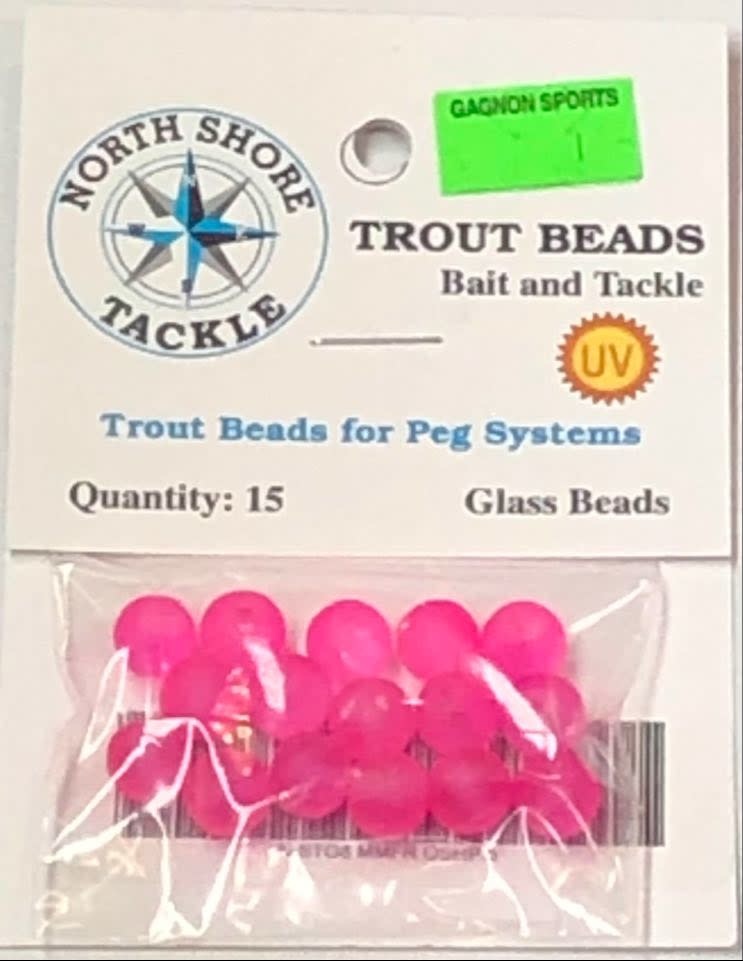 GAGNON SPORTS
NORTH SHORE
TACKLE
N
S
TROUT BEADS
Bait and Tackle
UV
Trout Beads for Peg Systems
Quantity: 15
Glass Beads